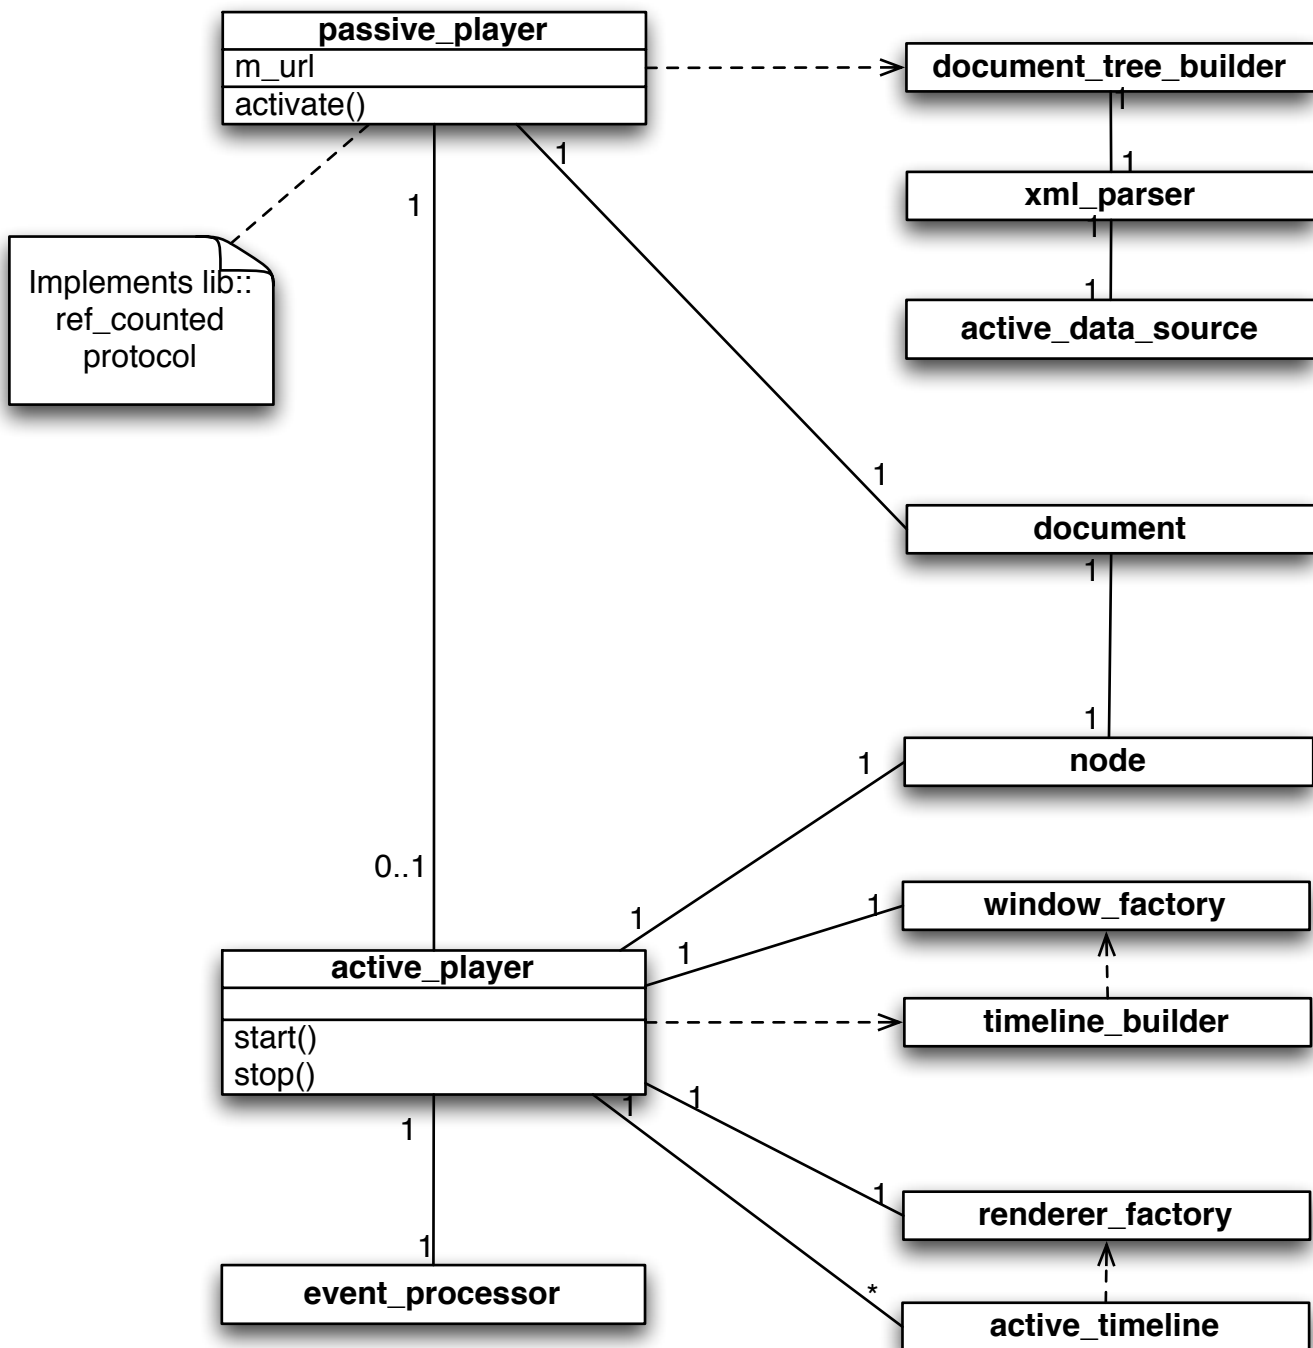 passive_player
m_url
activate()
document_tree_builder
1
1
xml_parser
1
1
active_data_source
1
1
Implements lib::
ref_counted
protocol
1
document
1
1
node
1
1
0..1
1
window_factory
1
active_player
start()
stop()
timeline_builder
1
1
1
1
renderer_factory
1
event_processor
*
active_timeline